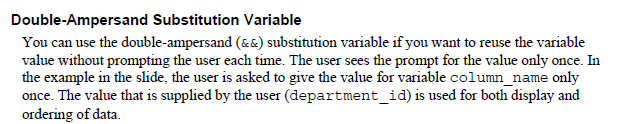 Double-Ampersand Substitution Variable
You can use the double-ampersand (&&) substitution variable if you want to reuse the variable
value without prompting the user each time. The user sees the prompt for the value only once. In
the example in the slide, the user is asked to give the value for variable column_name only
once. The value that is supplied by the user (department_id) is used for both display and
ordering of data.